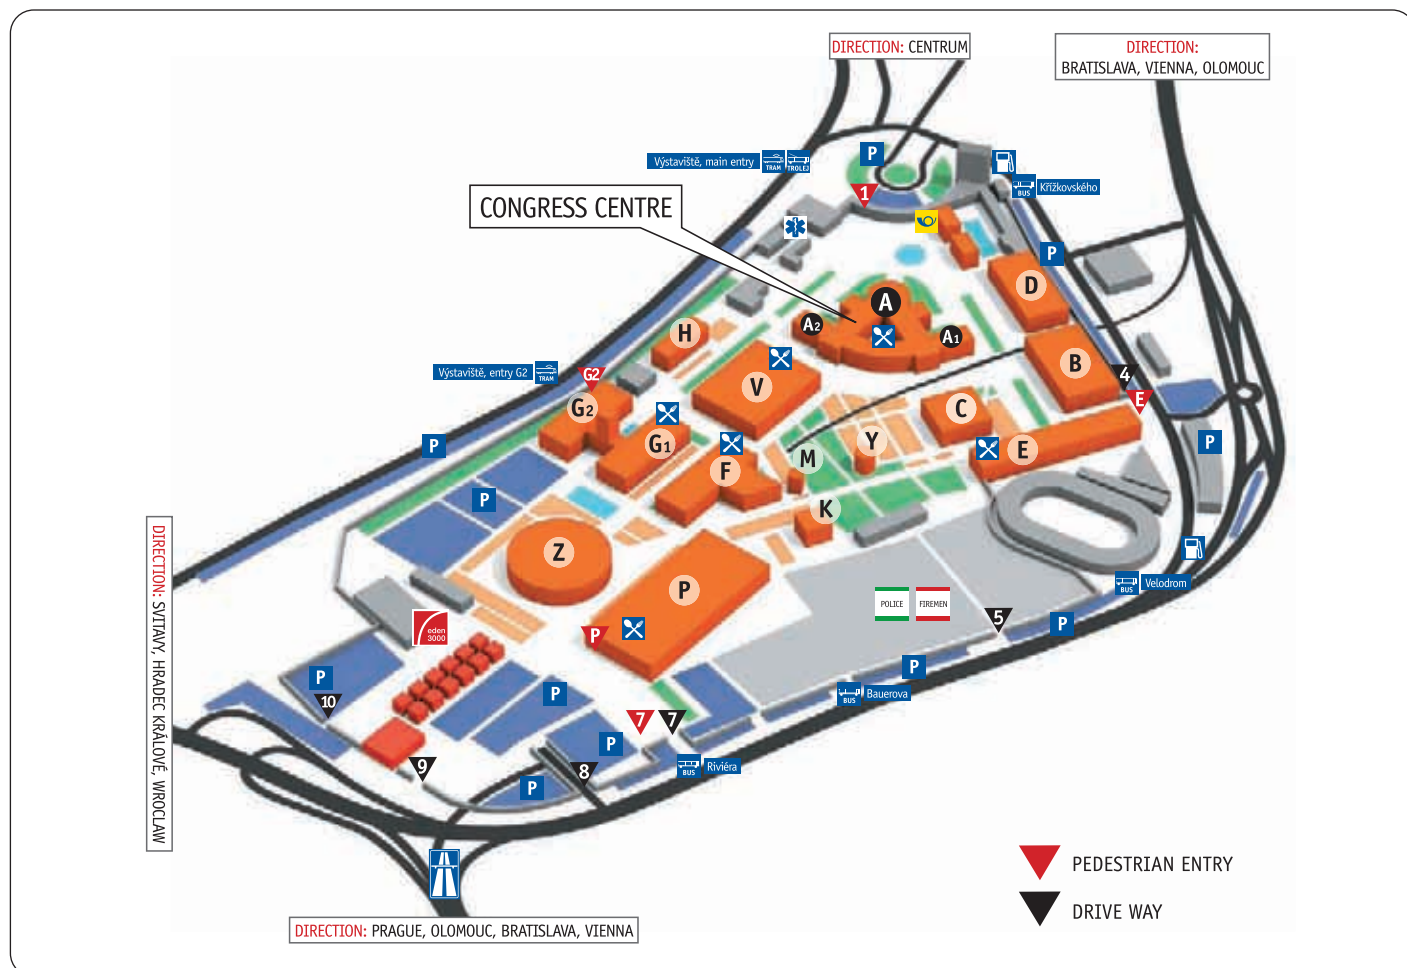 DIRECTION: CENTRUM
DIRECTION:
BRATISLAVA, VIENNA, OLOMOUC
P
Výstaviště, main entry
TRAM
TROLEJ
BUS
Křížkovského
1
CONGRESS CENTRE
P
D
A
A2
A1
H
B
Výstaviště, entry G2
TRAM
G2
V
4
E
G2
C
P
G1
Y
E
P
F
M
P
K
Z
P
BUS
Velodrom
POLICE
FIREMEN
5
P
eden
3000
P
P
P
10
P
BUS
Bauerova
7
7
P
BUS
Riviéra
9
8
P
DIRECTION: SVITAVY, HRADEC KRÁLOVÉ, WROCLAW
PEDESTRIAN ENTRY
DRIVE WAY
DIRECTION: PRAGUE, OLOMOUC, BRATISLAVA, VIENNA